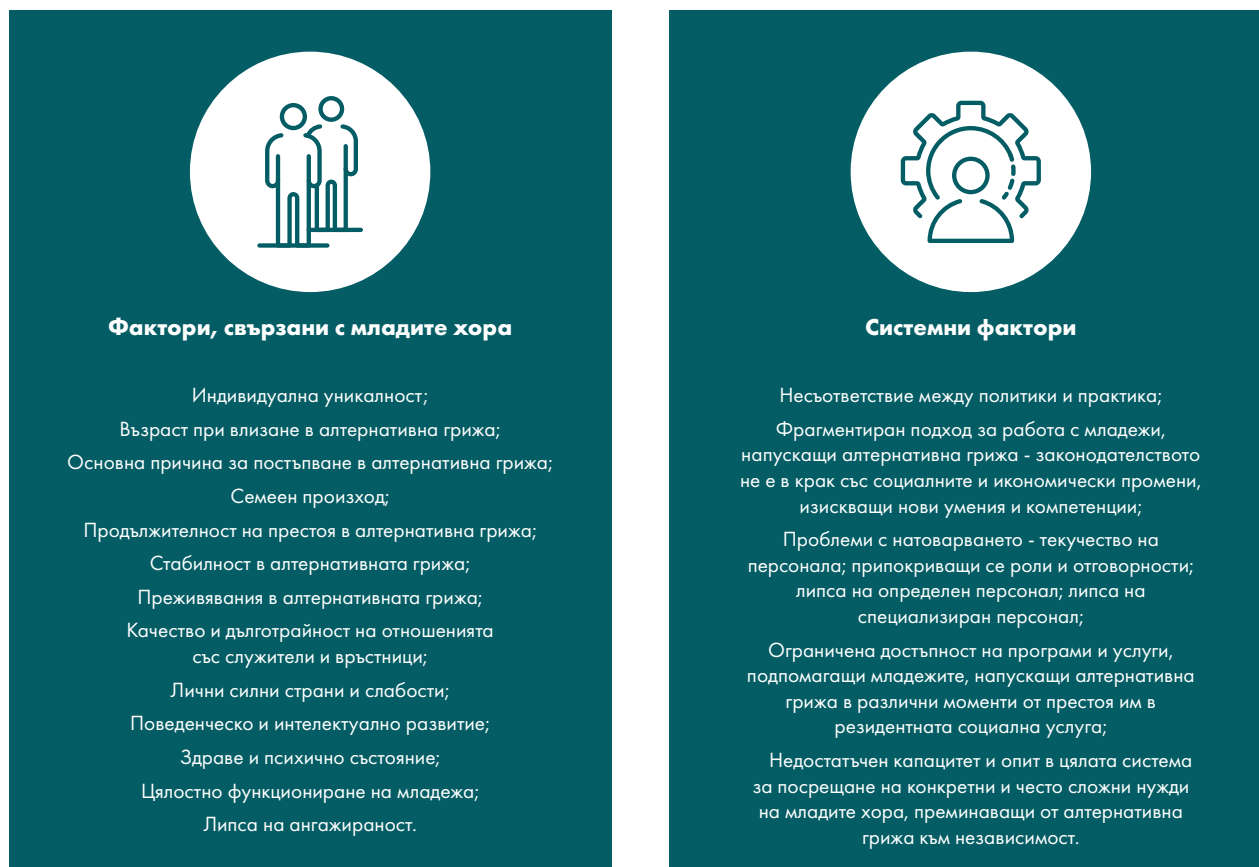 Фактори, свързани с младите хора
Индивидуална уникалност;
Възраст при влизане в алтернативна грижа;
Основна причина за постъпване в алтернативна грижа;
Семеен произход;
Продължителност на престоя в алтернативна грижа;
Стабилност в алтернативната грижа;
Преживявания в алтернативната грижа;
Качество и дълготрайност на отношенията
със служители и връстници;
Лични силни страни и слабости;
Поведенческо и интелектуално развитие;
Здраве и психично състояние;
Цялостно функциониране на младежа;
Липса на ангажираност.
Системни фактори
Несъответствие между политики и практика;
Фрагментиран подход за работа с младежи,
напускащи алтернативна грижа - законодателството
не е в крак със социалните и икономически промени,
изискващи нови умения и компетенции;
Проблеми с натоварването - текучество на
персонала; припокриващи се роли и отговорности;
липса на определен персонал; липса на
специализиран персонал;
Ограничена достъпност на програми и услуги,
подпомагащи младежите, напускащи алтернативна
грижа в различни моменти от престоя им в
резидентната социална услуга;
Недостатъчен капацитет и опит в цялата система
за посрещане на конкретни и често сложни нужди
на младите хора, преминаващи от алтернативна
грижа към независимост.